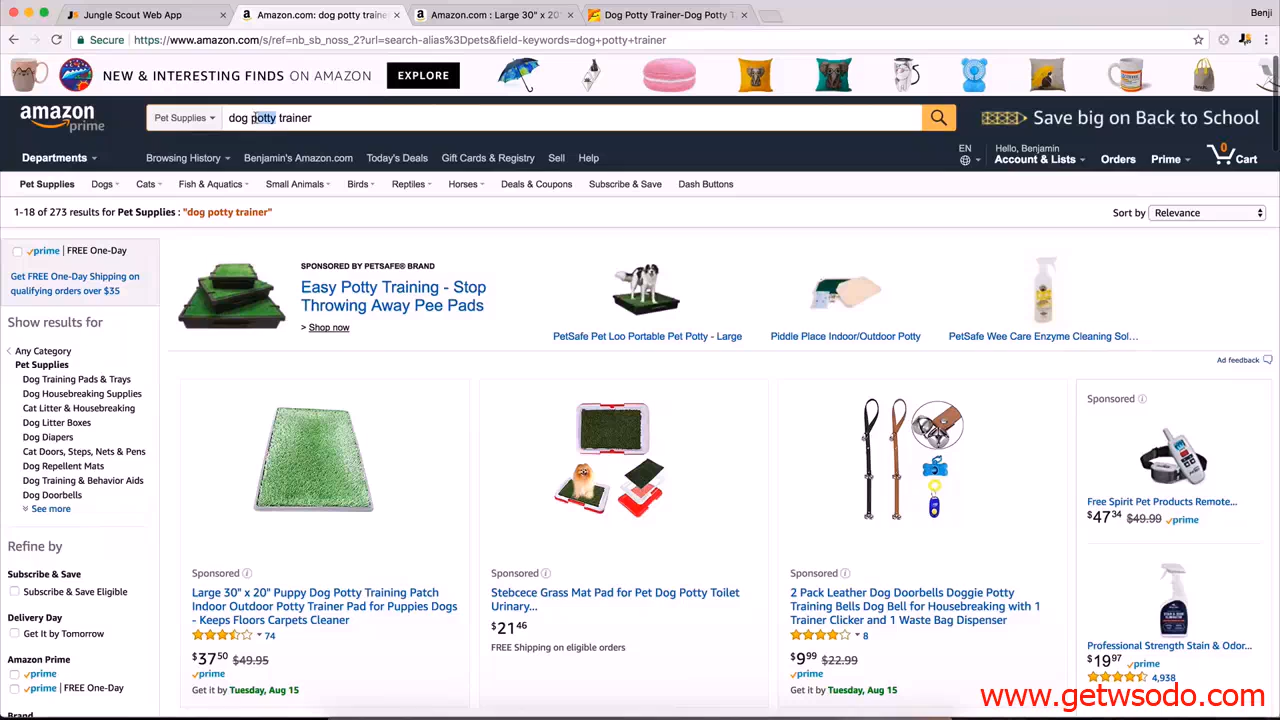 Jungle Scout Web App
Amazon.com: dog potty traine
Amazon.com : Large 30" x 20"
Dog Potty Trainer-Dog Potty T
Benji
Secure
https://www.amazon.com/s/ref=nb_sb_noss_2?url=search-alias%3Dpets&field-keywords=dog+potty+trainer
NEW & INTERESTING FINDS ON AMAZON
EXPLORE
amazon prime
Pet Supplies
dog potty trainer
Save big on Back to School
Departments
Browsing History
Benjamin's Amazon.com
Today's Deals
Gift Cards & Registry
Sell
Help
EN
Hello, Benjamin
Account & Lists
Orders
Prime
0
Cart
Pet Supplies
Dogs
Cats
Fish & Aquatics
Small Animals
Birds
Reptiles
Horses
Deals & Coupons
Subscribe & Save
Dash Buttons
1-18 of 273 results for Pet Supplies : "dog potty trainer"
Sort by
Relevance
prime | FREE One-Day
Get FREE One-Day Shipping on
qualifying orders over $35
Show results for
Any Category
Pet Supplies
Dog Training Pads & Trays
Dog Housebreaking Supplies
Cat Litter & Housebreaking
Dog Litter Boxes
Dog Diapers
Cat Doors, Steps, Nets & Pens
Dog Repellent Mats
Dog Training & Behavior Aids
Dog Doorbells
See more
Refine by
Subscribe & Save
Subscribe & Save Eligible
Delivery Day
Get It by Tomorrow
Amazon Prime
prime
prime | FREE One-Day
Brand
SPONSORED BY PETSAFE® BRAND
Easy Potty Training - Stop
Throwing Away Pee Pads
> Shop now
PetSafe Pet Loo Portable Pet Potty - Large
Piddle Place Indoor/Outdoor Potty
PetSafe Wee Care Enzyme Cleaning Sol…
Ad feedback
Sponsored
Large 30" x 20" Puppy Dog Potty Training Patch
Indoor Outdoor Potty Trainer Pad for Puppies Dogs
- Keeps Floors Carpets Cleaner
74
$37 50 $49.95
prime
Get it by Tuesday, Aug 15
Sponsored
Stebcece Grass Mat Pad for Pet Dog Potty Toilet
Urinary...
$21 46
FREE Shipping on eligible orders
Sponsored
2 Pack Leather Dog Doorbells Doggie Potty
Training Bells Dog Bell for Housebreaking with 1
Trainer Clicker and 1 Waste Bag Dispenser
8
$9 99 $22.99
prime
Get it by Tuesday, Aug 15
Sponsored
Free Spirit Pet Products Remote...
$47 34 $49.99 prime
Professional Strength Stain & Odor...
$19 97 prime
4,938
www.getwsodo.com